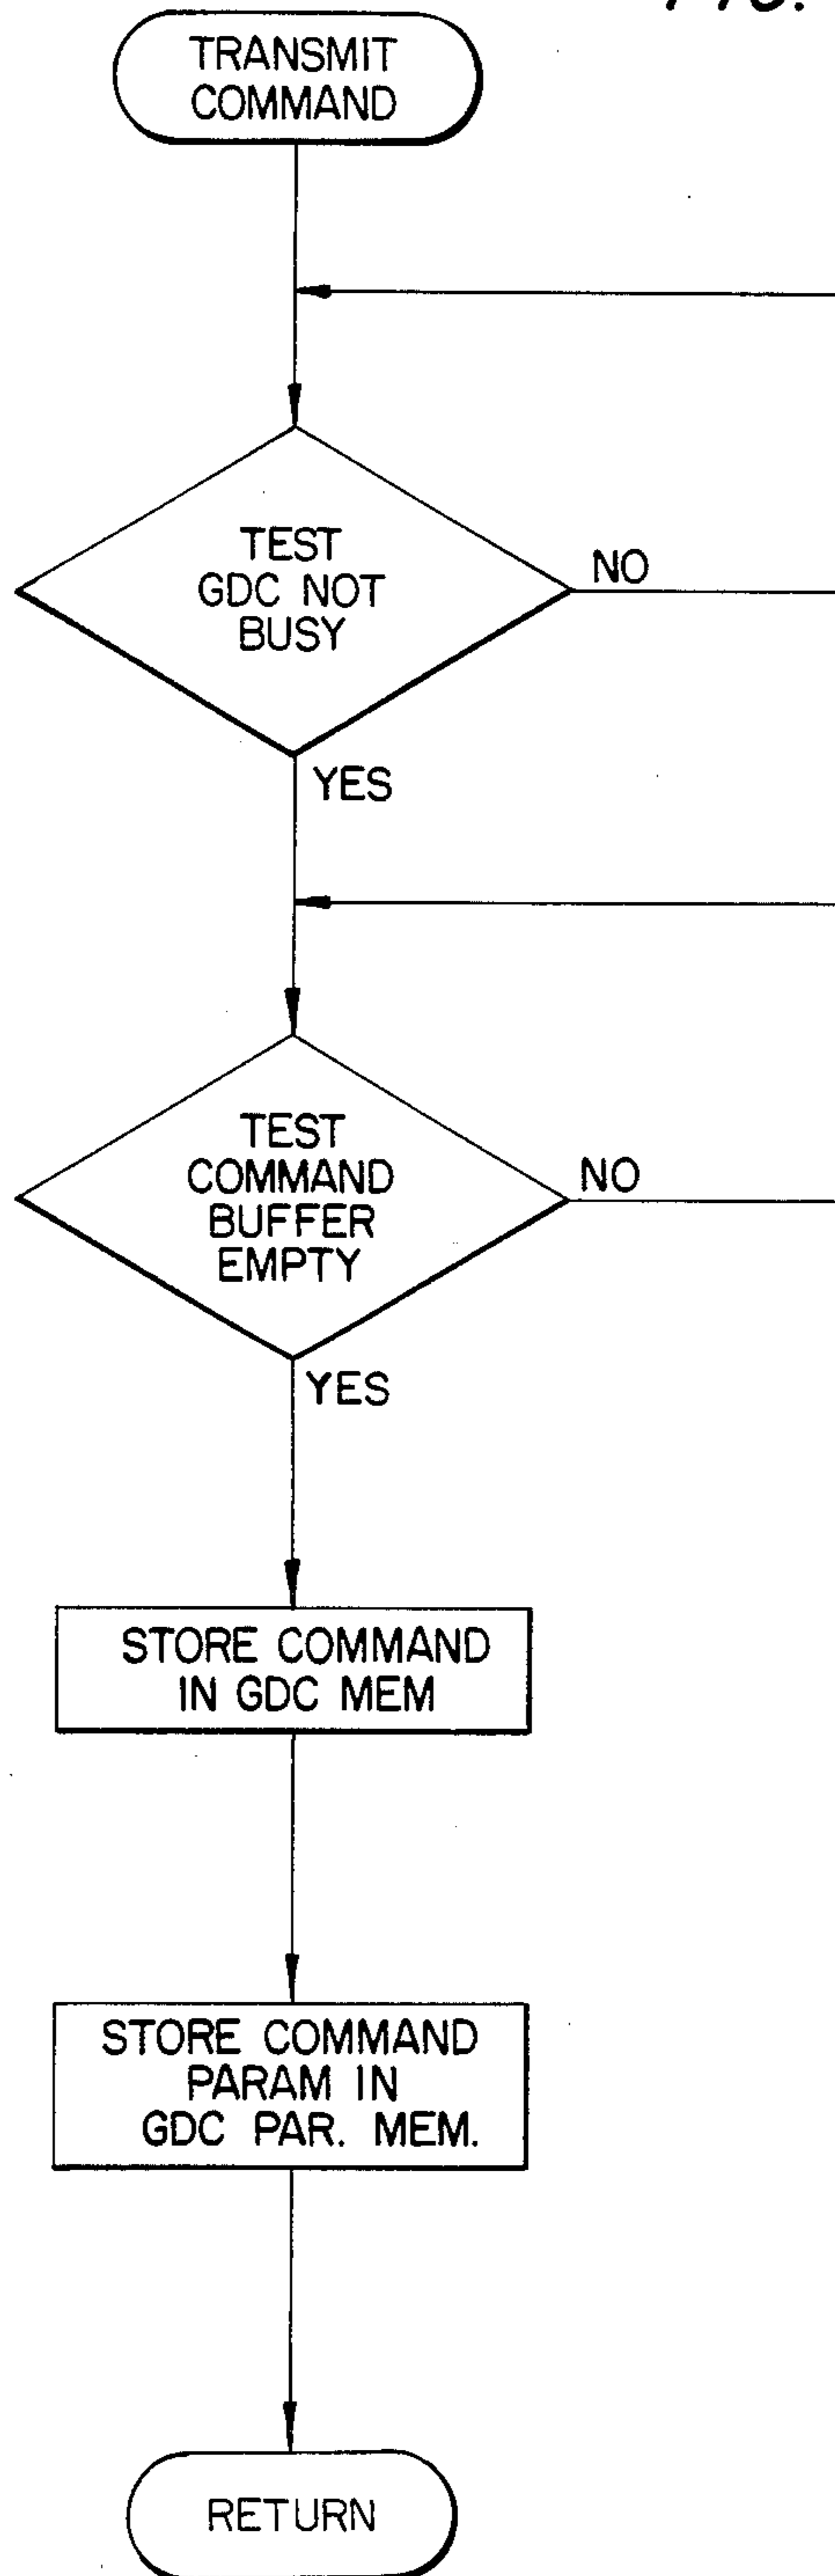 FIG.
TRANSMIT
COMMAND
TEST
GDC NOT
BUSY
NO
YES
TEST
COMMAND
BUFFER
EMPTY
NO
YES
STORE COMMAND
IN GDC MEM
STORE COMMAND
PARAM IN
GDC PAR. MEM.
RETURN